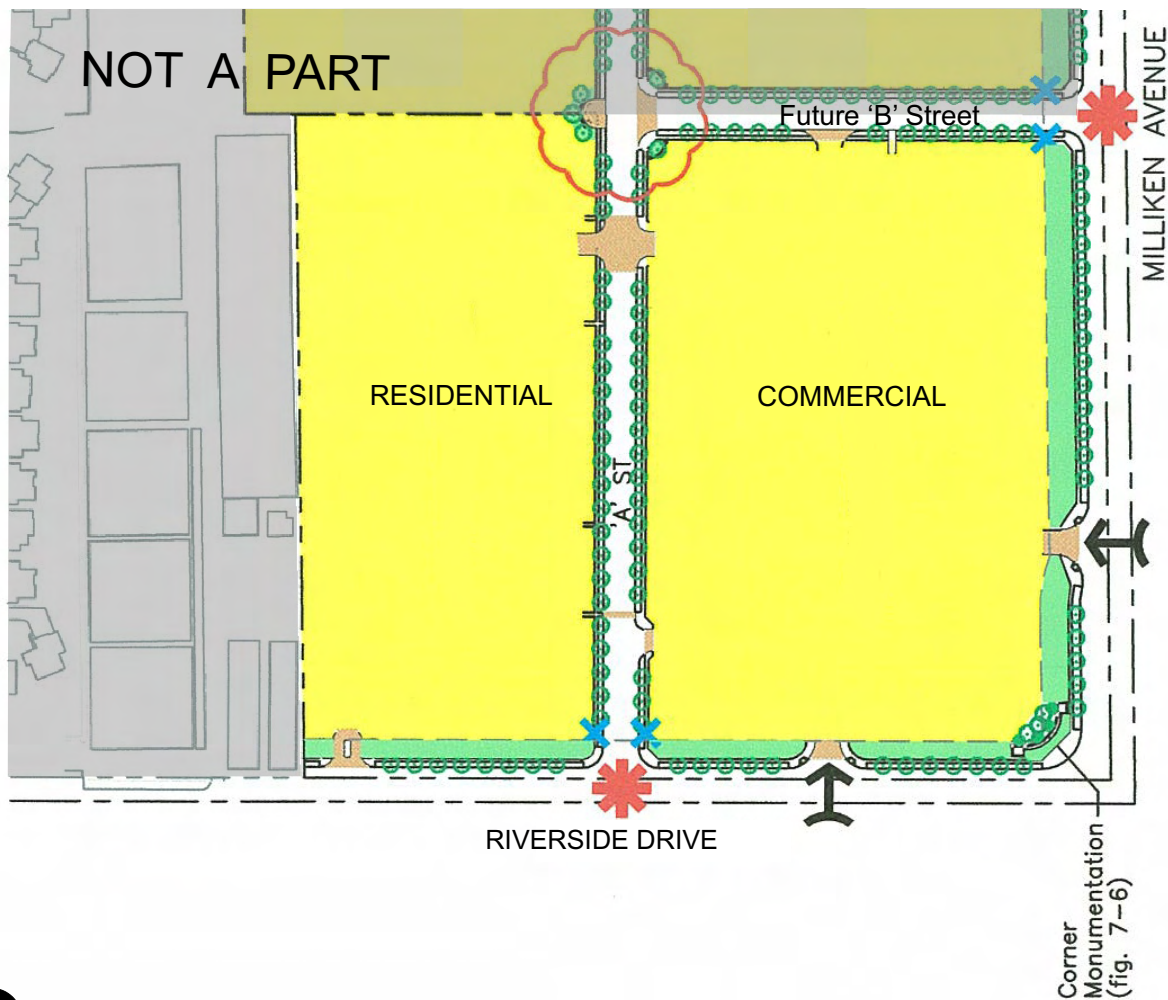 NOT A PART
Future ‘B’ Street
MILLIKEN AVENUE
RESIDENTIAL
COMMERCIAL
'A' ST
RIVERSIDE DRIVE
Corner
Monumentation
(fig. 7-6)